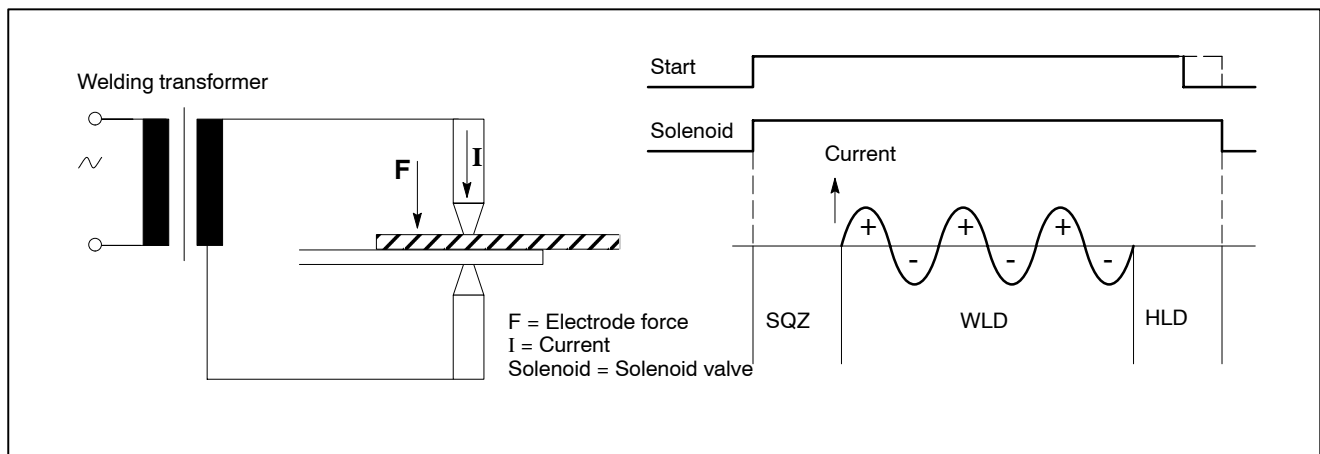 Welding transformer
F
I
F = Electrode force
I = Current
Solenoid = Solenoid valve
Start
Solenoid
Current
+ + +
- - -
SQZ WLD HLD